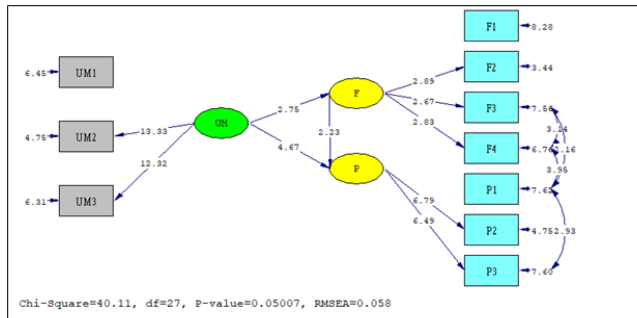 F1
8.28
6.45
UM1
F2
3.44
2.89
F
2.75
2.67
F3
7.56
13.33
UM
2.83
3.14
4.75
UM2
2.23
F4
6.76
2.16
12.32
4.67
3.95
P
P1
7.62
6.31
UM3
6.79
P2
4.75
2.93
6.49
P3
7.60
Chi-Square=40.11, df=27, P-value=0.05007, RMSEA=0.058